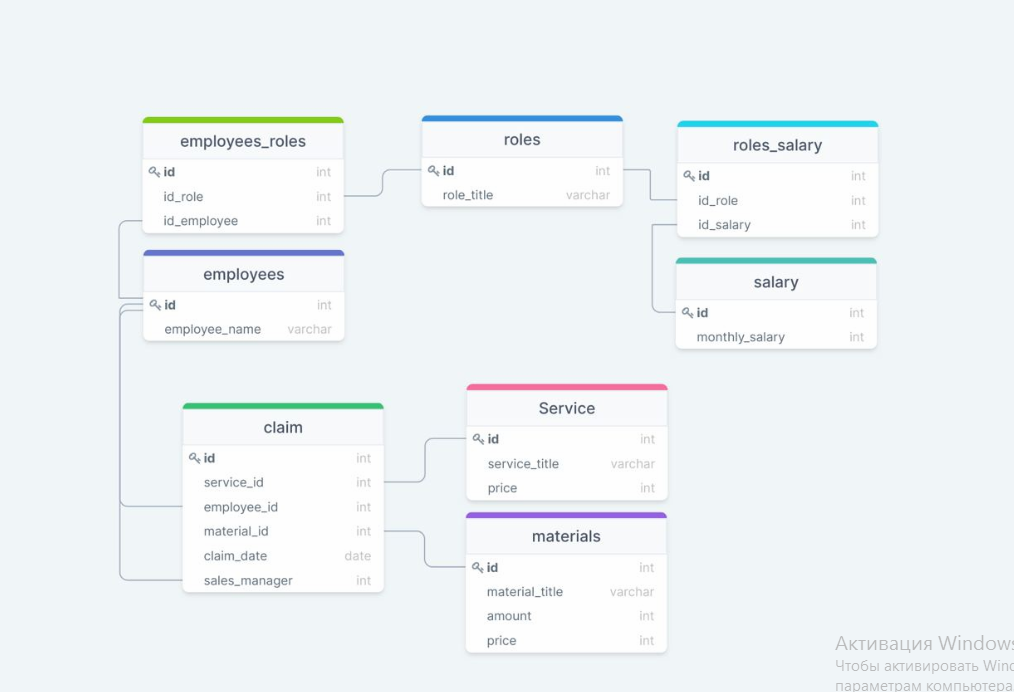 employees_roles
id int
id_role int
id_employee int
roles
id int
role_title varchar
roles_salary
id int
id_role int
id_salary int
employees
id int
employee_name varchar
salary
id int
monthly_salary int
claim
id int
service_id int
employee_id int
material_id int
claim_date date
sales_manager int
Service
id int
service_title varchar
price int
materials
id int
material_title varchar
amount int
price int
Активация Windows
Чтобы активировать Wind
параметрам компьютера